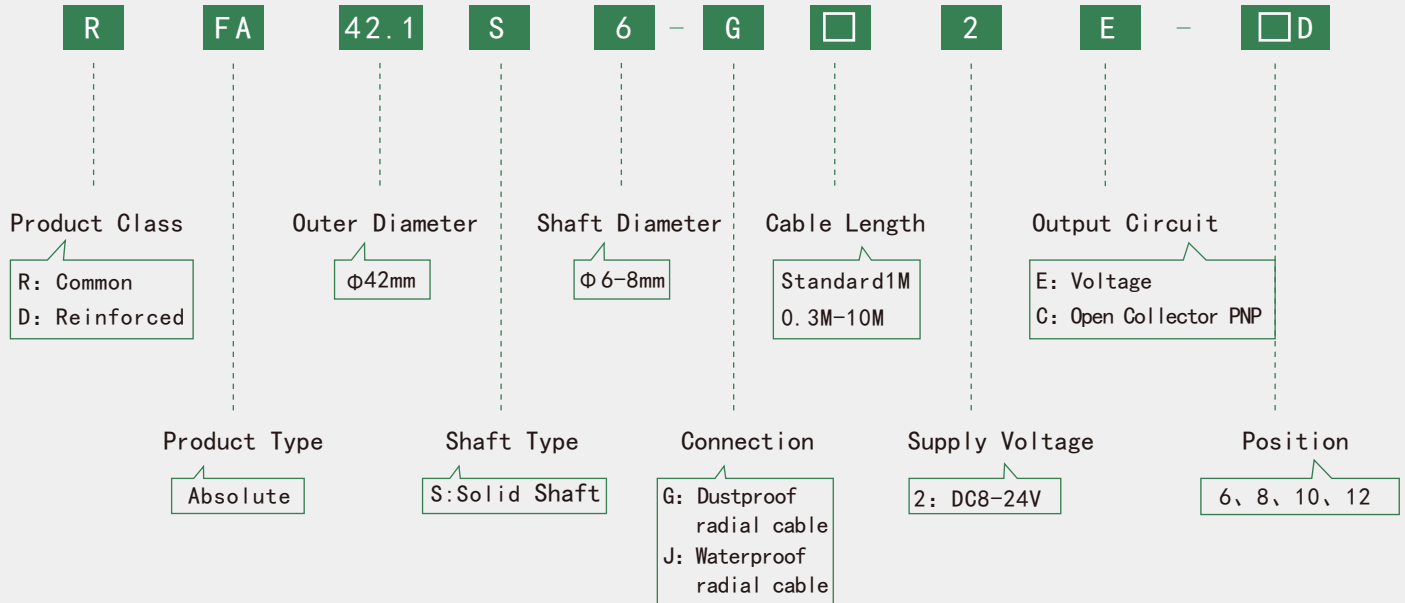 R FA 42.1 S 6 - G □ 2 E - □D
Product Class
R: Common
D: Reinforced
Outer Diameter
Φ42mm
Shaft Diameter
Φ6-8mm
Cable Length
Standard1M
0.3M-10M
Output Circuit
E: Voltage
C: Open Collector PNP
Product Type
Absolute
Shaft Type
S:Solid Shaft
Connection
G: Dustproof
radial cable
J: Waterproof
radial cable
Supply Voltage
2: DC8-24V
Position
6、8、10、12